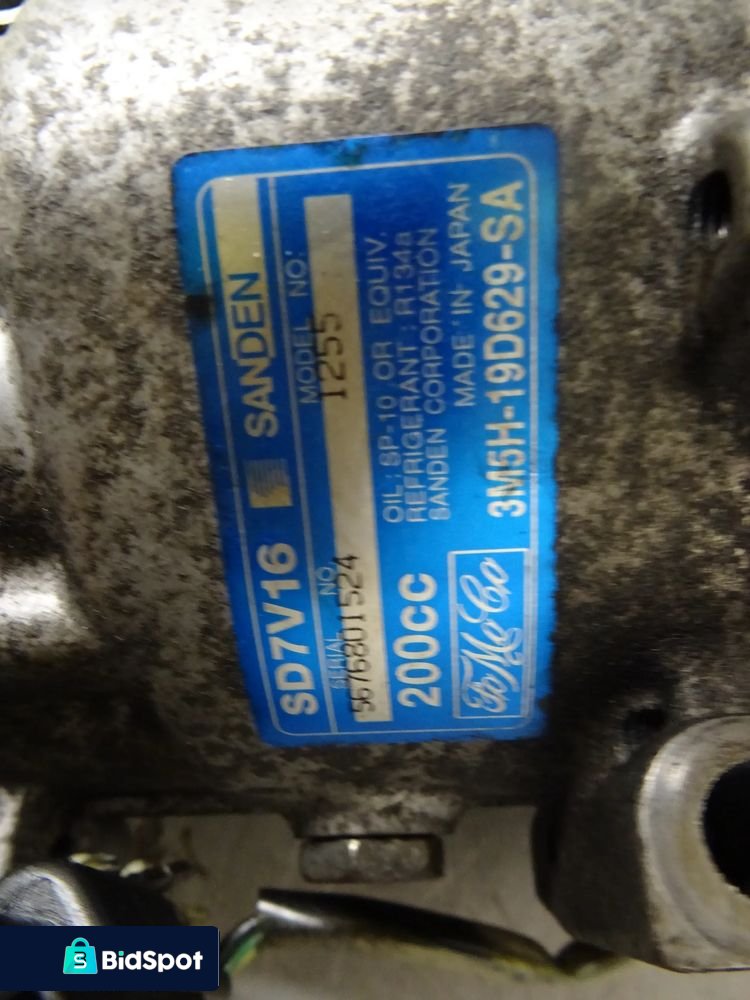 SD7V16 SANDEN
SERIAL NO. MODEL NO.
5676801524 1255
200CC
OIL: SP-10 OR EQUIV.
REFRIGERANT : R134a
SANDEN CORPORATION
MADE IN JAPAN
FoMoCo
3M5H-19D629-SA
BidSpot